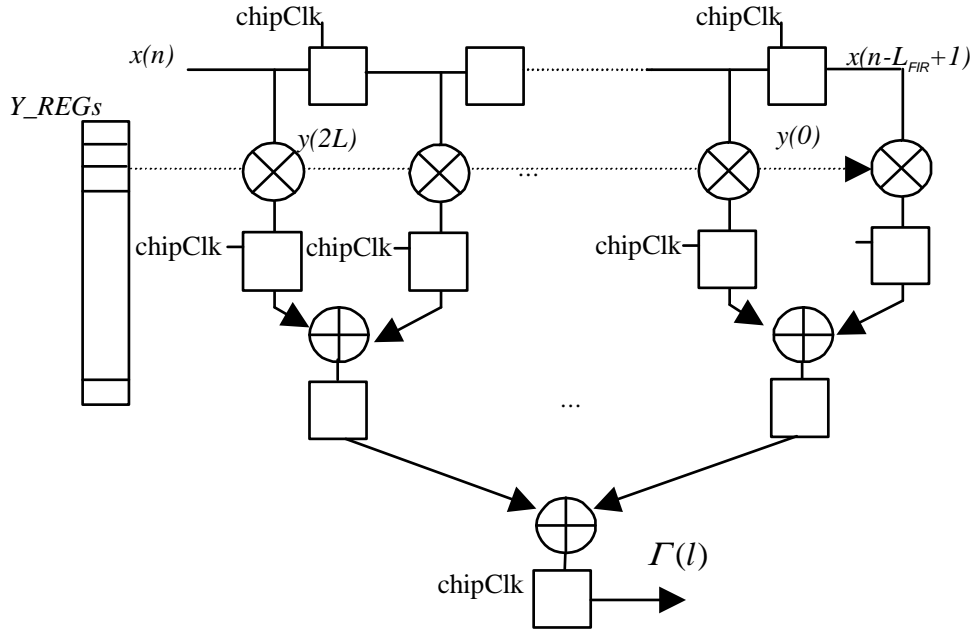 chipClk
chipClk
x(n)
x(n-L_FIR+1)
Y_REGs
y(2L)
y(0)
...
chipClk
chipClk
chipClk
...
Γ(l)
chipClk